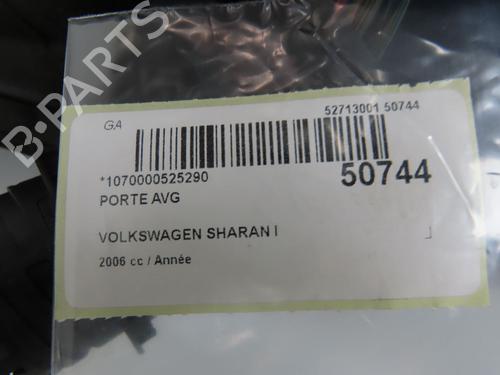 B-PARTS
GA
52713001 50744
*1070000525290
50744
PORTE AVG
VOLKSWAGEN SHARAN I
2006 cc / Année